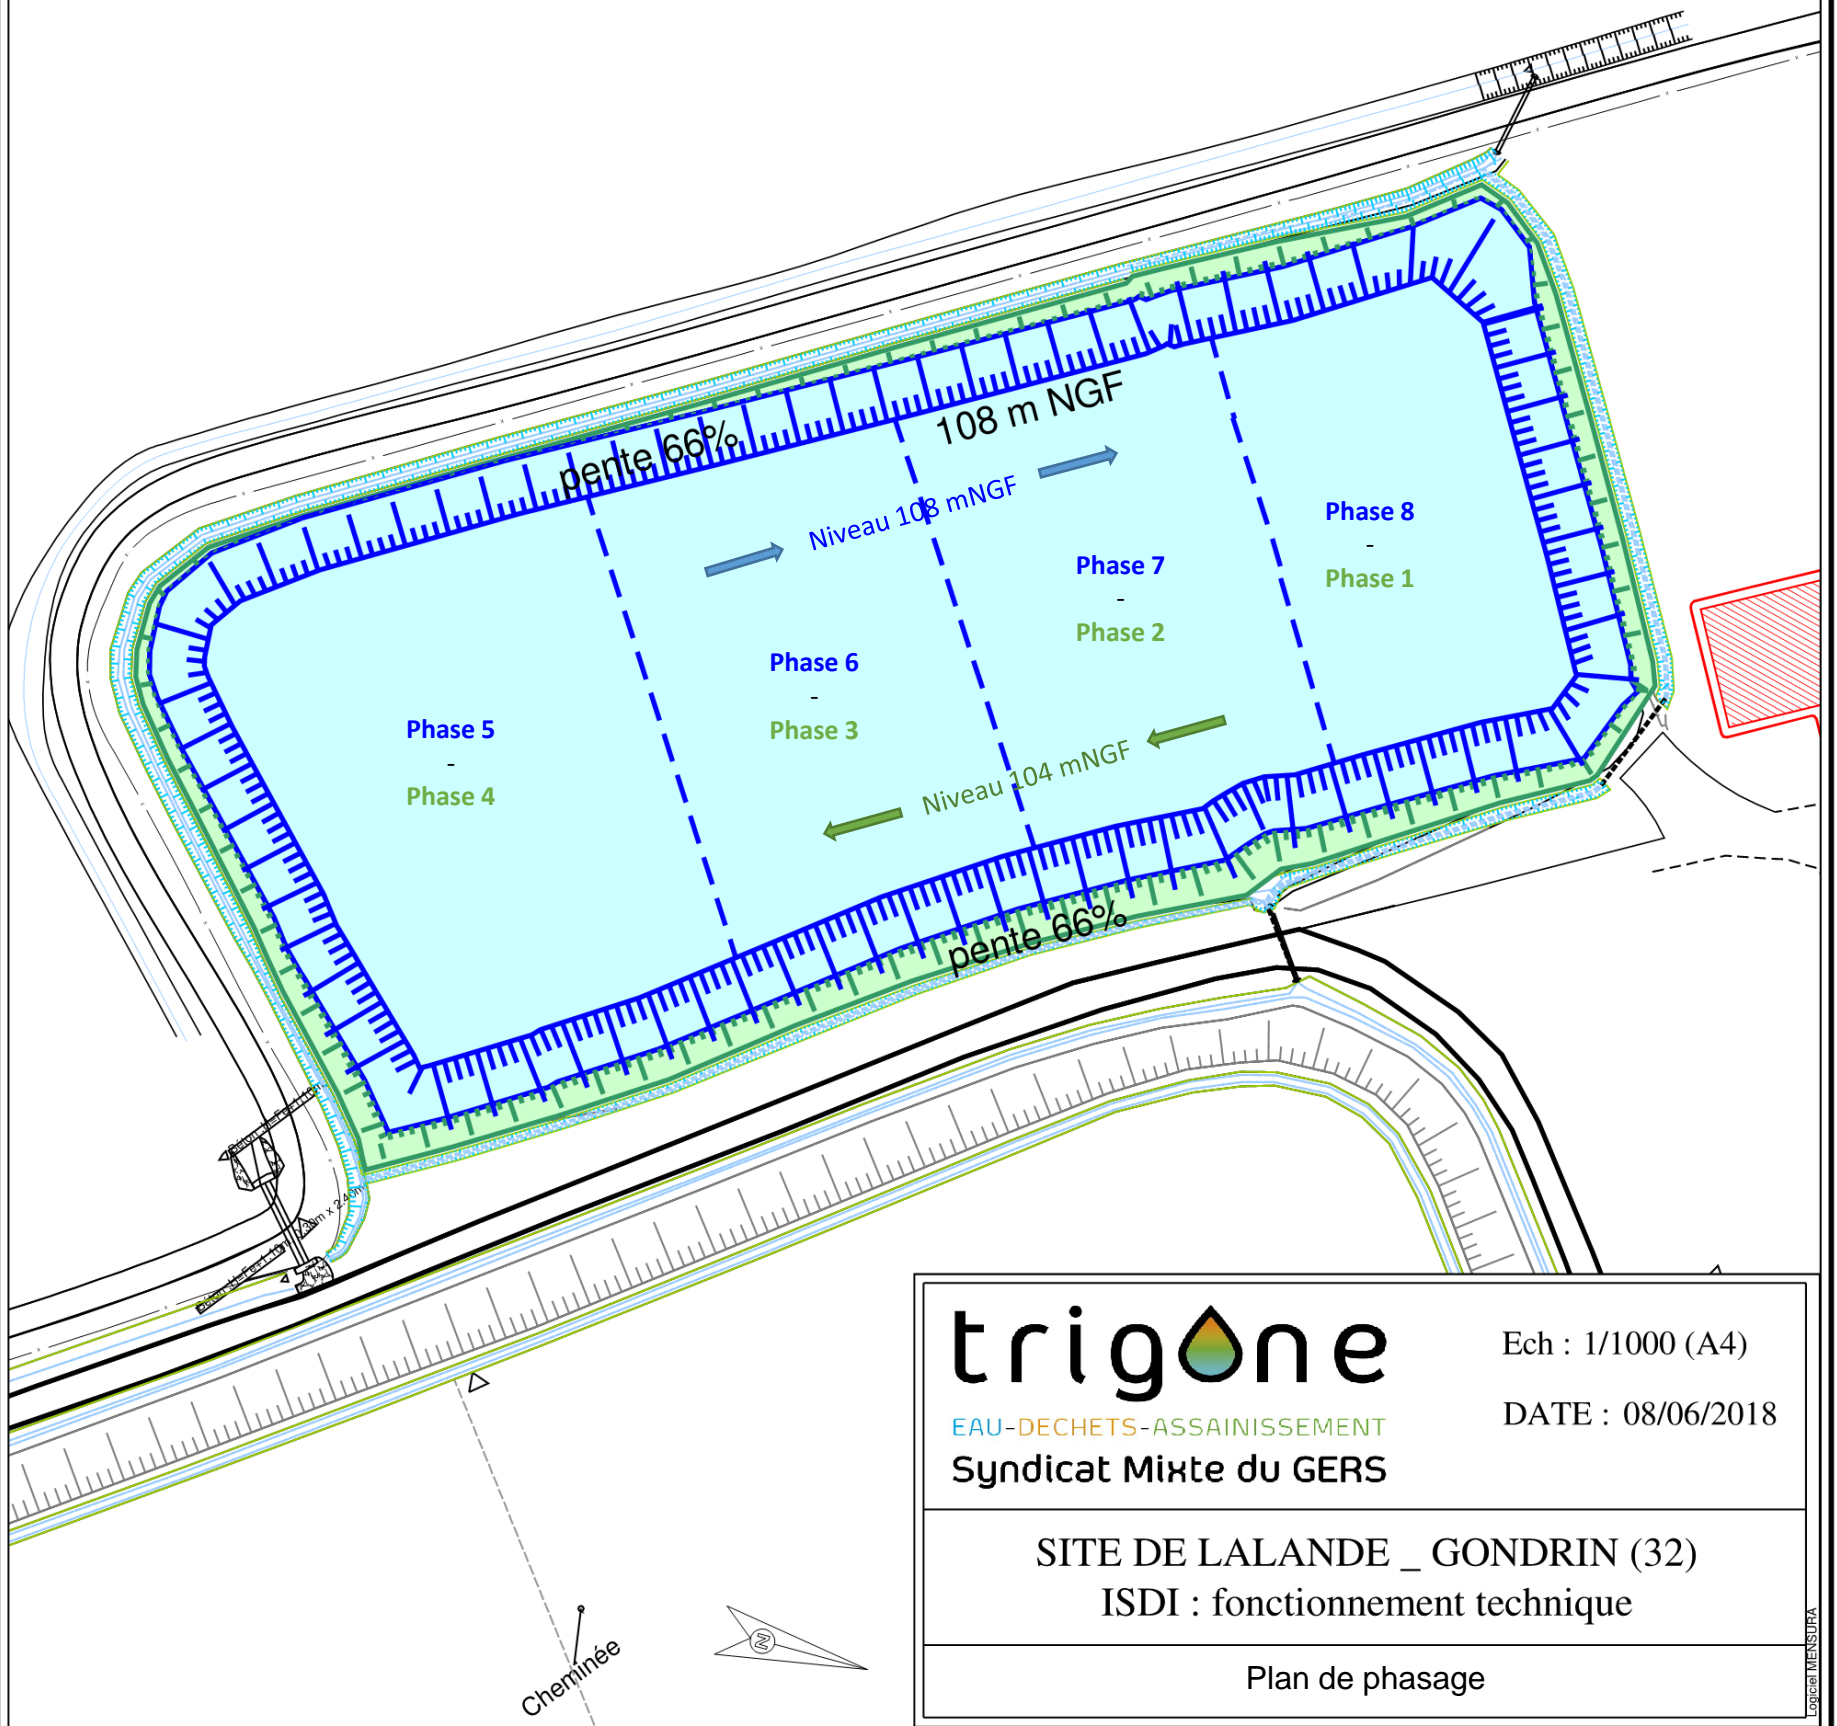 108 m NGF
pente 66%
Niveau 108 mNGF
Phase 8
-
Phase 1
Phase 7
-
Phase 2
Phase 6
-
Phase 3
Phase 5
-
Phase 4
Niveau 104 mNGF
pente 66%
trigone
EAU-DECHETS-ASSAINISSEMENT
Syndicat Mixte du GERS
Ech : 1/1000 (A4)
DATE : 08/06/2018
SITE DE LALANDE _ GONDRIN (32)
ISDI : fonctionnement technique
Plan de phasage
Logiciel MENSURA
Cheminée
N